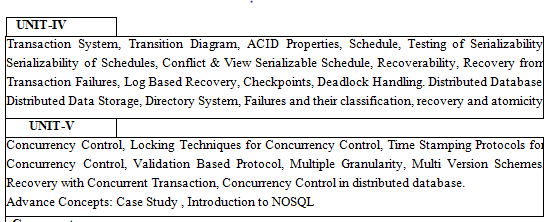 UNIT-IV
Transaction System, Transition Diagram, ACID Properties, Schedule, Testing of Serializability
Serializability of Schedules, Conflict & View Serializable Schedule, Recoverability, Recovery from
Transaction Failures, Log Based Recovery, Checkpoints, Deadlock Handling. Distributed Database
Distributed Data Storage, Directory System, Failures and their classification, recovery and atomicity
UNIT-V
Concurrency Control, Locking Techniques for Concurrency Control, Time Stamping Protocols for
Concurrency Control, Validation Based Protocol, Multiple Granularity, Multi Version Schemes
Recovery with Concurrent Transaction, Concurrency Control in distributed database.
Advance Concepts: Case Study , Introduction to NOSQL